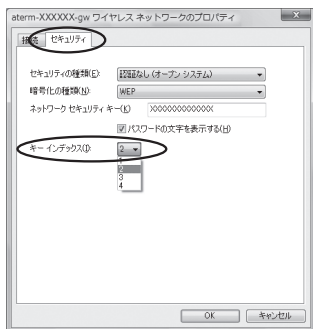 aterm-XXXXXX-gw ワイヤレス ネットワークのプロパティ
接続 セキュリティ
セキュリティの種類(E): 認証なし (オープン システム)
暗号化の種類(N): WEP
ネットワーク セキュリティ キー(K) XXXXXXXXXXXXX
パスワードの文字を表示する(H)
キー インデックス(I): 2
1
2
3
4
OK キャンセル